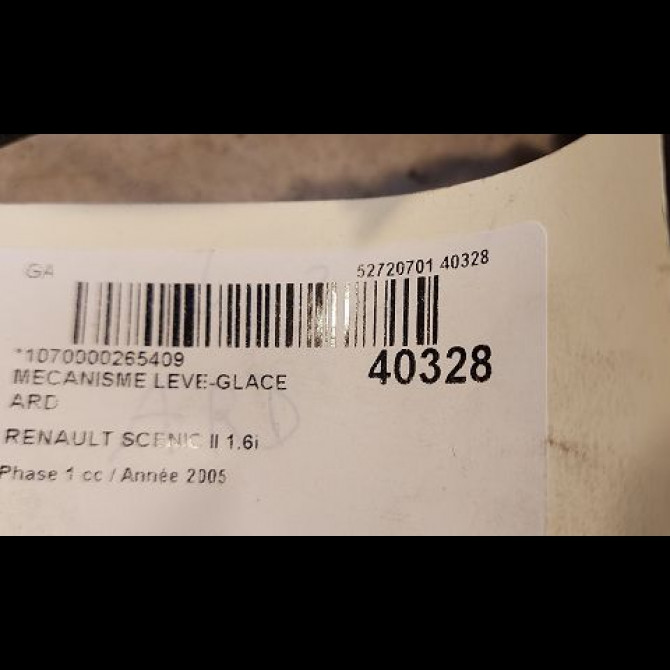 GA
52720701 40328
*1070000265409
40328
MECANISME LEVE-GLACE
ARD
RENAULT SCENIC II 1.6i
Phase 1 cc / Année 2005